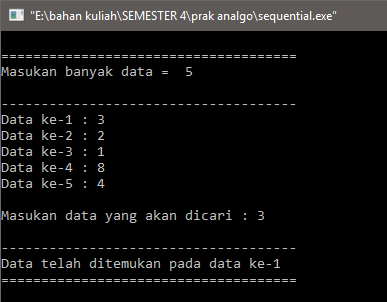 "E:\bahan kuliah\SEMESTER 4\prak analgo\sequential.exe"
=====================================
Masukan banyak data =  5
-------------------------------------
Data ke-1 : 3
Data ke-2 : 2
Data ke-3 : 1
Data ke-4 : 8
Data ke-5 : 4
Masukan data yang akan dicari : 3
-------------------------------------
Data telah ditemukan pada data ke-1
=====================================